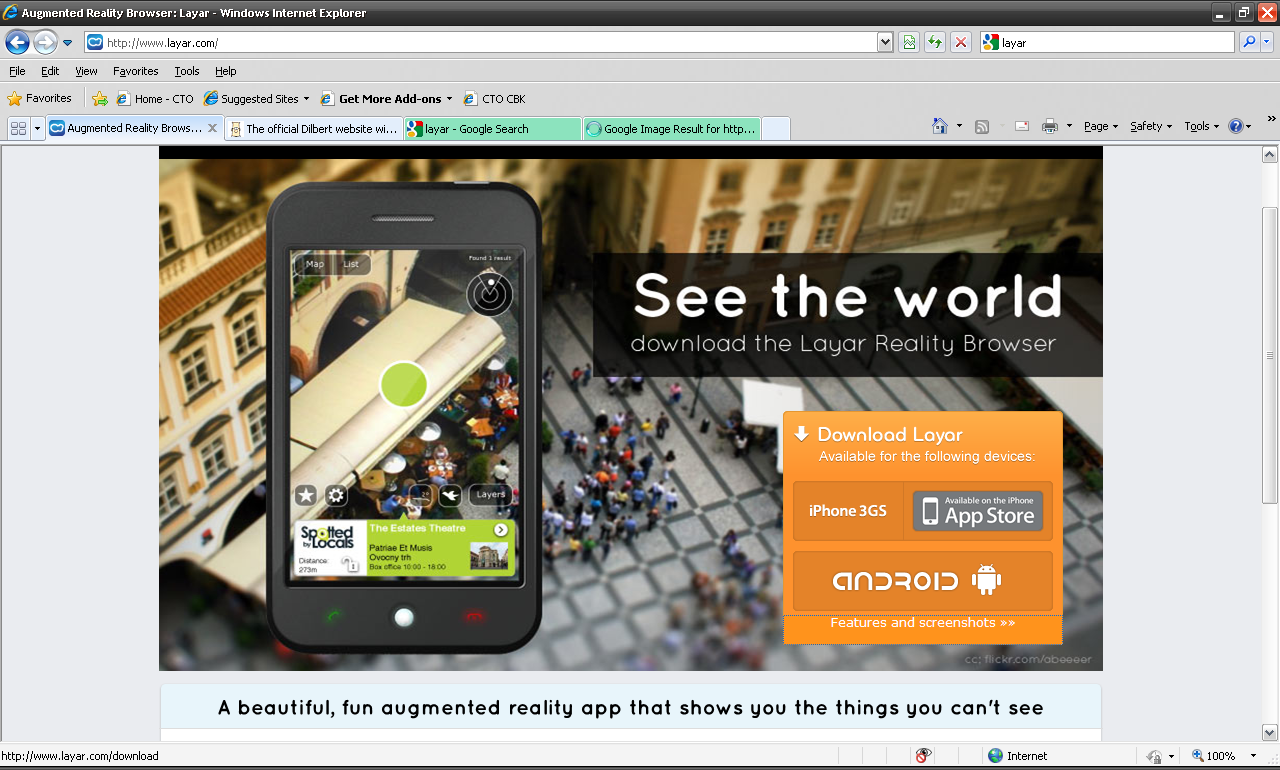 Augmented Reality Browser: Layar - Windows Internet Explorer
http://www.layar.com/
layar
File Edit View Favorites Tools Help
Favorites Home - CTO Suggested Sites Get More Add-ons CTO CBK
Augmented Reality Brows... The official Dilbert website wi... layar - Google Search Google Image Result for http... Page Safety Tools
Map List
Found 1 result
See the world
download the Layar Reality Browser
Download Layar
Available for the following devices:
iPhone 3GS
Available on the iPhone
App Store
ANDROID
Features and screenshots »»
Layers
Spotted
by Locals
Distance:
273m
The Estates Theatre
Patriae Et Musis
Ovocny trh
Box office 10:00 - 18:00
cc: flickr.com/abeeeer
A beautiful, fun augmented reality app that shows you the things you can't see
http://www.layar.com/download
Internet
100%